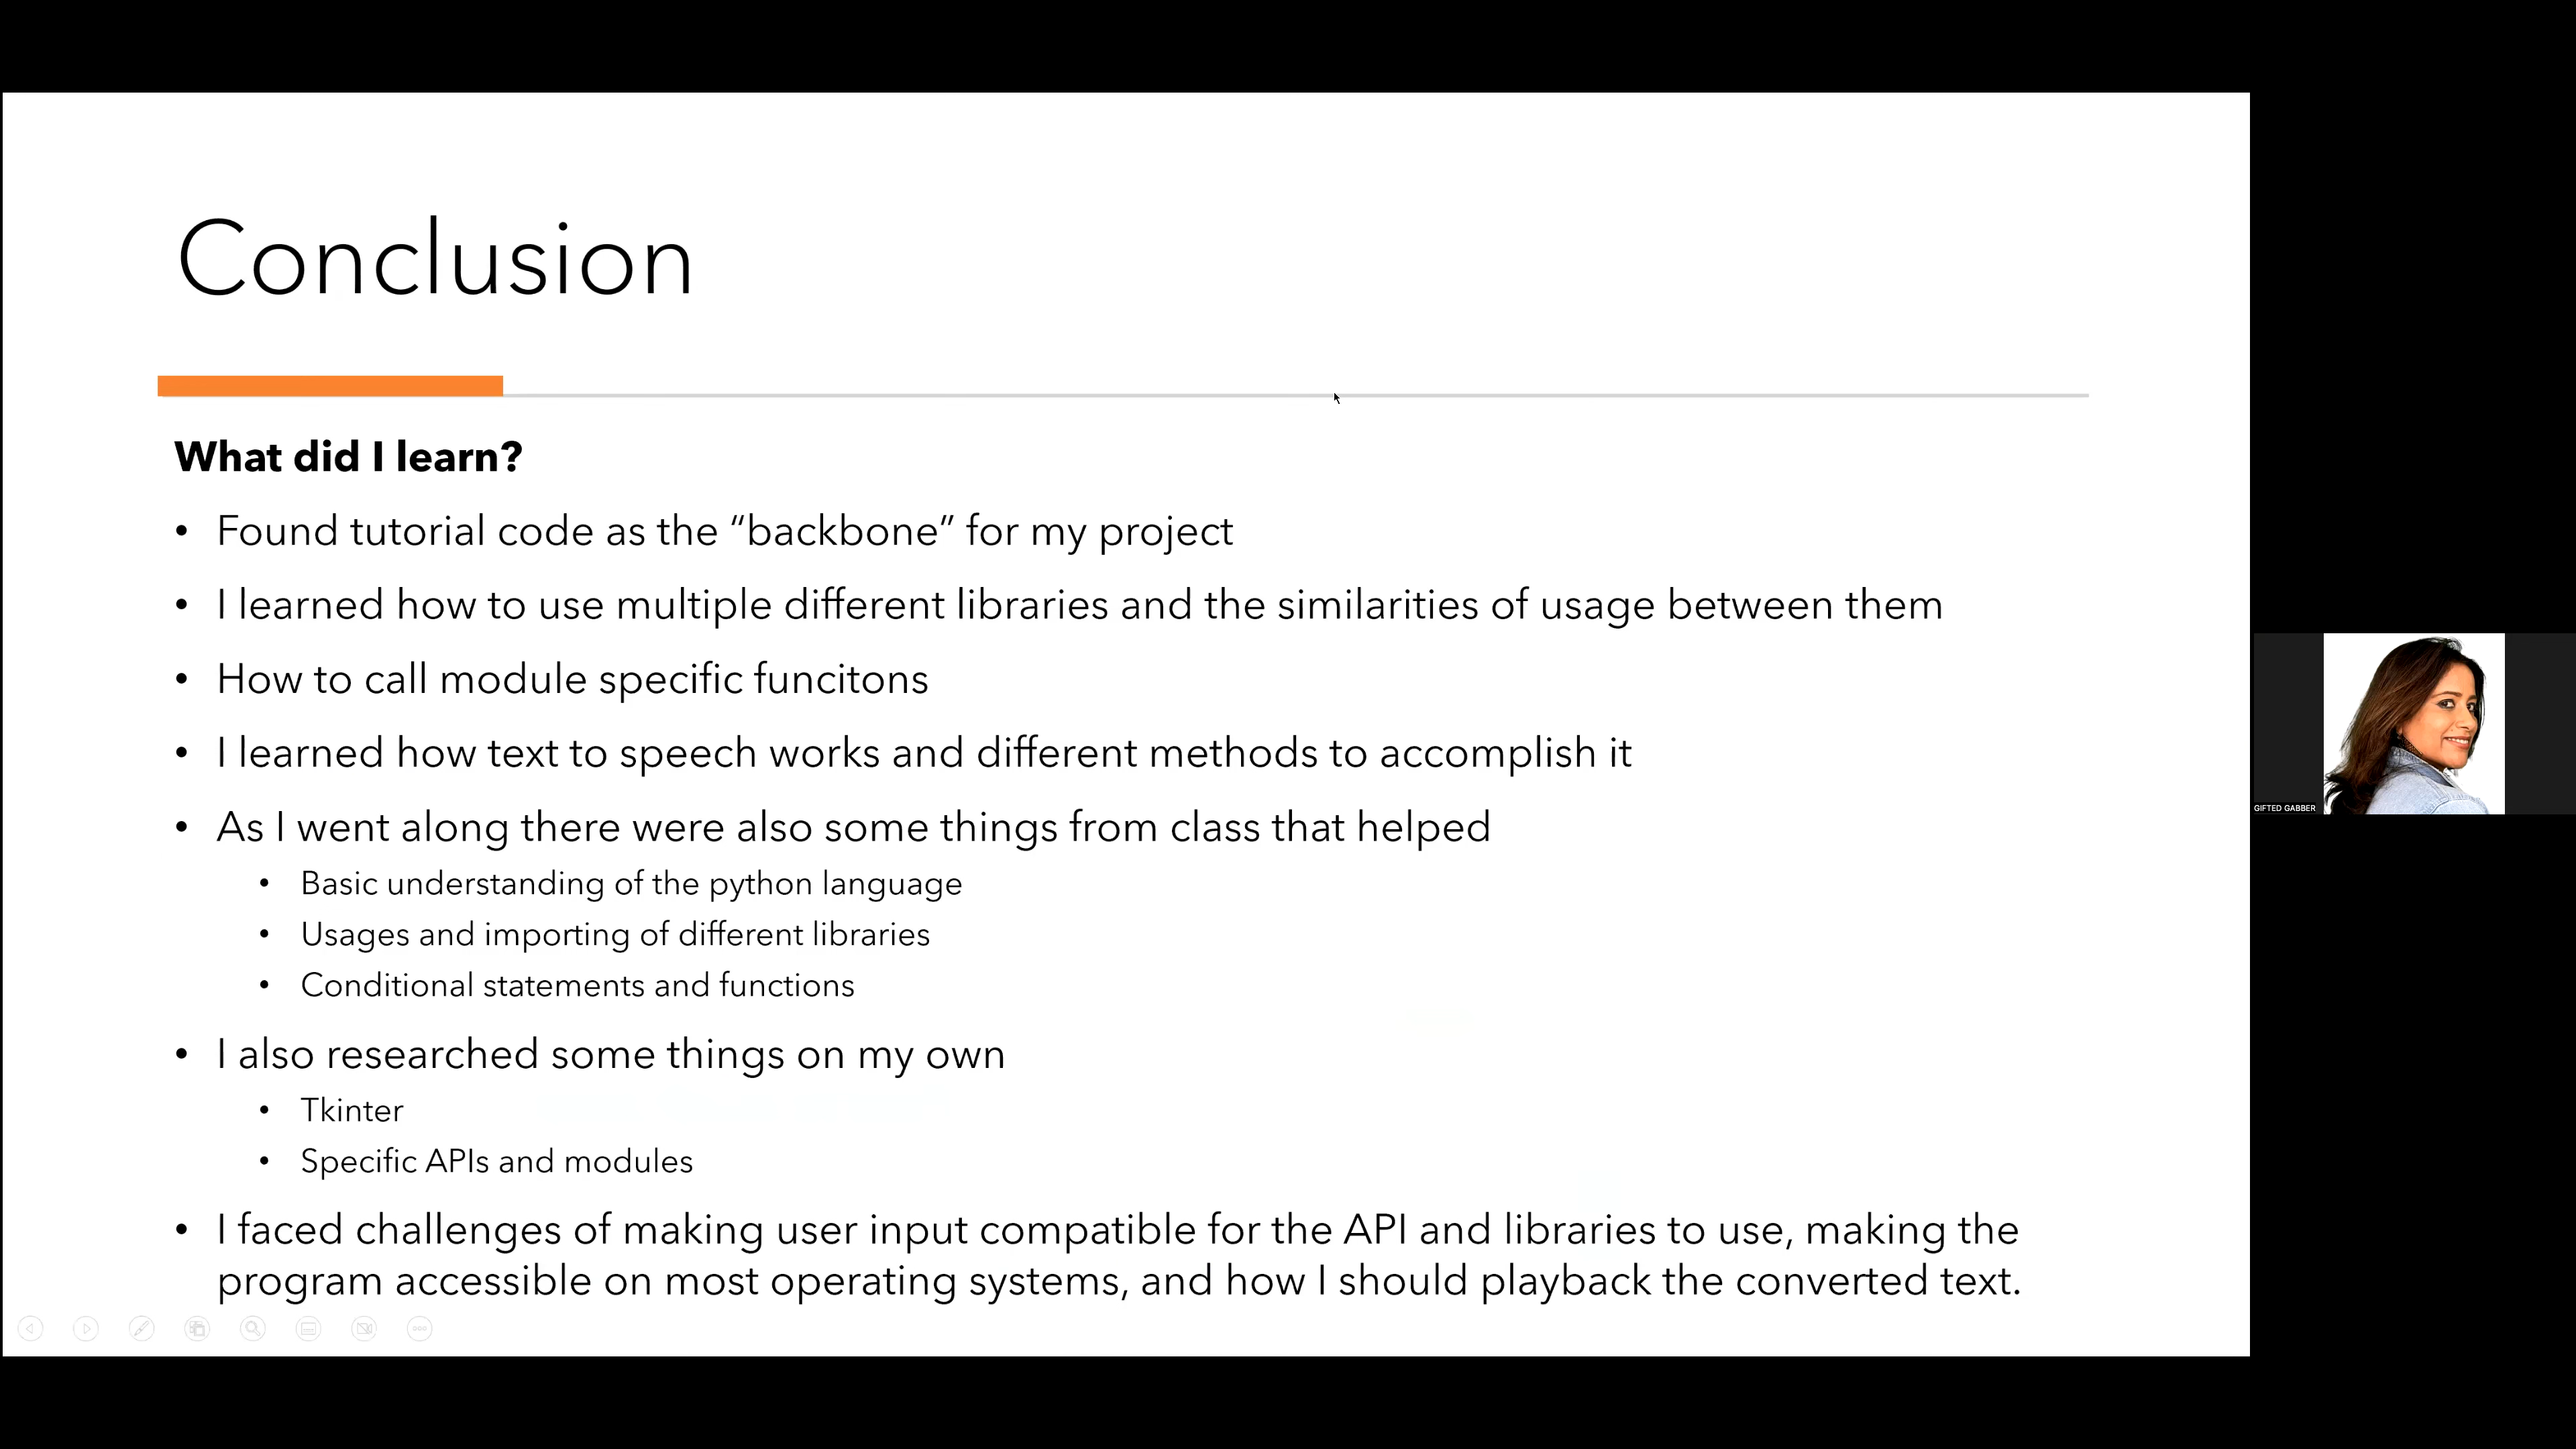 Conclusion
What did I learn?
• Found tutorial code as the “backbone” for my project
• I learned how to use multiple different libraries and the similarities of usage between them
• How to call module specific funcitons
• I learned how text to speech works and different methods to accomplish it
• As I went along there were also some things from class that helped
• Basic understanding of the python language
• Usages and importing of different libraries
• Conditional statements and functions
• I also researched some things on my own
• Tkinter
• Specific APIs and modules
• I faced challenges of making user input compatible for the API and libraries to use, making the
program accessible on most operating systems, and how I should playback the converted text.
GIFTED GABBER